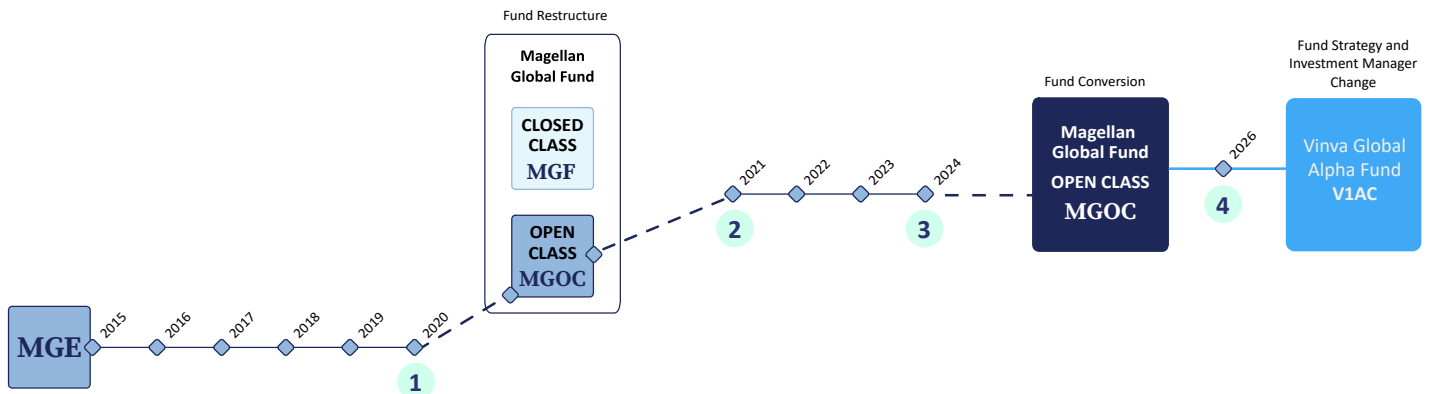 MGE
2015
2016
2017
2018
2019
2020
1
Fund Restructure
Magellan
Global Fund
CLOSED
CLASS
MGF
OPEN
CLASS
MGOC
2021
2022
2023
2024
2
3
Fund Conversion
Magellan
Global Fund
OPEN CLASS
MGOC
2026
4
Fund Strategy and
Investment Manager
Change
Vinva Global
Alpha Fund
V1AC